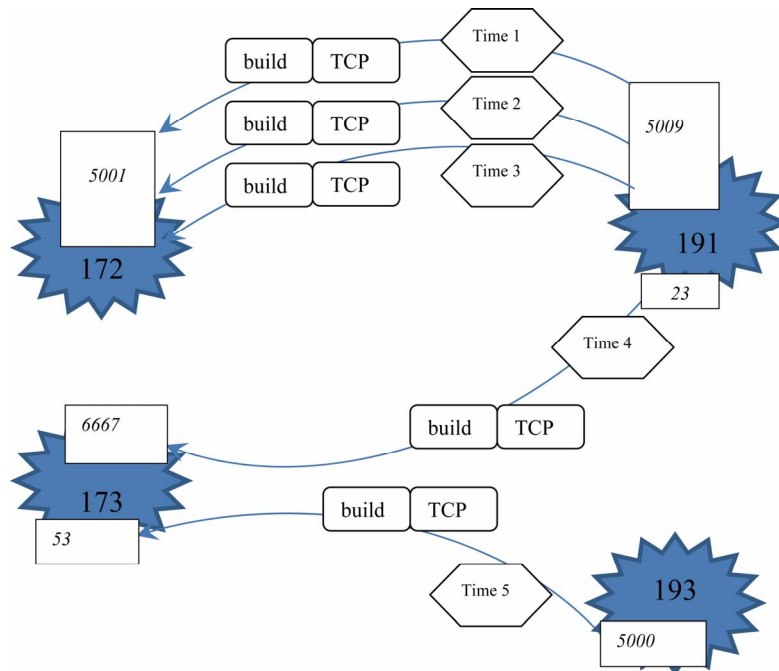 Time 1
build TCP
Time 2
5009
build TCP
5001
Time 3
build TCP
191
172
23
Time 4
6667
build TCP
173
build TCP
53
193
Time 5
5000